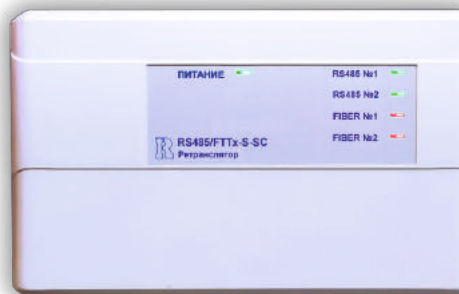 ПИТАНИЕ
RS485 №1
RS485 №2
FIBER №1
FIBER №2
R RS485/FTTx-S-SC
Ретранслятор